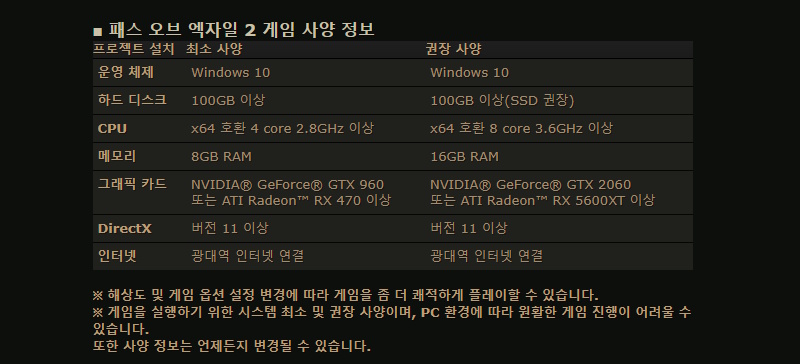 ■ 패스 오브 엑자일 2 게임 사양 정보
프로젝트 설치 최소 사양 권장 사양
운영 체제 Windows 10 Windows 10
하드 디스크 100GB 이상 100GB 이상(SSD 권장)
CPU x64 호환 4 core 2.8GHz 이상 x64 호환 8 core 3.6GHz 이상
메모리 8GB RAM 16GB RAM
그래픽 카드 NVIDIA® GeForce® GTX 960 NVIDIA® GeForce® GTX 2060
또는 ATI Radeon™ RX 470 이상 또는 ATI Radeon™ RX 5600XT 이상
DirectX 버전 11 이상 버전 11 이상
인터넷 광대역 인터넷 연결 광대역 인터넷 연결
※ 해상도 및 게임 옵션 설정 변경에 따라 게임을 좀 더 쾌적하게 플레이할 수 있습니다.
※ 게임을 실행하기 위한 시스템 최소 및 권장 사양이며, PC 환경에 따라 원활한 게임 진행이 어려울 수
있습니다.
또한 사양 정보는 언제든지 변경될 수 있습니다.